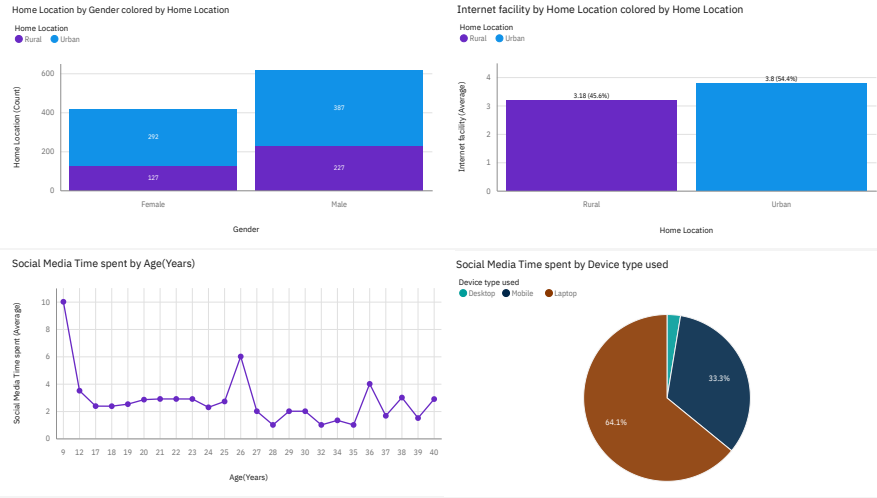 Home Location by Gender colored by Home Location
Home Location
Rural Urban
600
400
200
0
Home Location (Count)
292
127
387
227
Female Male
Gender
Internet facility by Home Location colored by Home Location
Home Location
Rural Urban
4
3
2
1
0
Internet facility (Average)
3.18 (45.6%)
3.8 (54.4%)
Rural Urban
Home Location
Social Media Time spent by Age(Years)
10
8
6
4
2
0
Social Media Time spent (Average)
9 12 17 18 19 20 21 22 23 24 25 26 27 28 29 30 32 34 35 36 37 38 39 40
Age(Years)
Social Media Time spent by Device type used
Device type used
Desktop Mobile Laptop
33.3%
64.1%